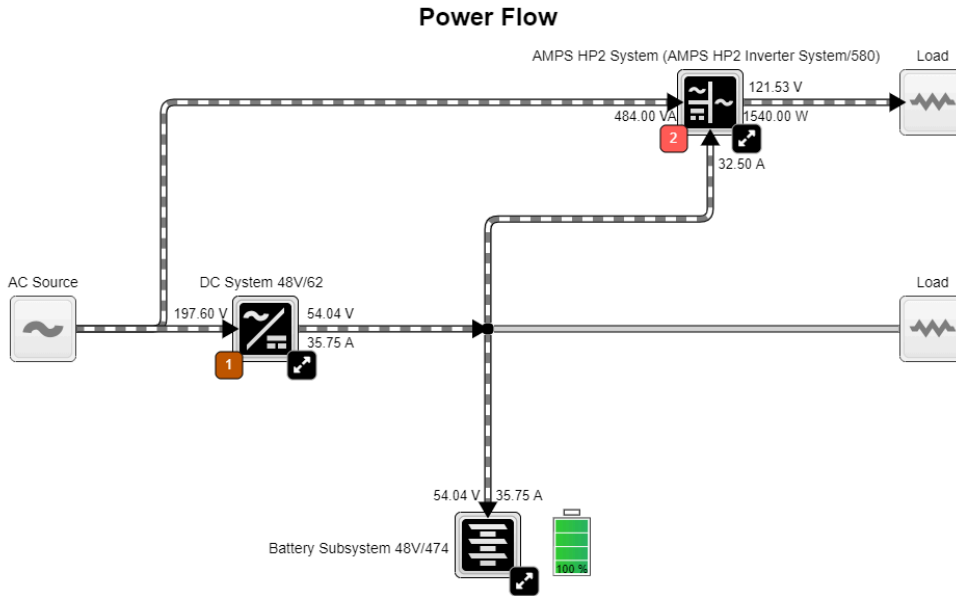 Power Flow
AMPS HP2 System (AMPS HP2 Inverter System/580)
Load
121.53 V
484.00 VA
1540.00 W
2
32.50 A
AC Source
DC System 48V/62
Load
197.60 V
54.04 V
35.75 A
1
54.04 V
35.75 A
Battery Subsystem 48V/474
100 %